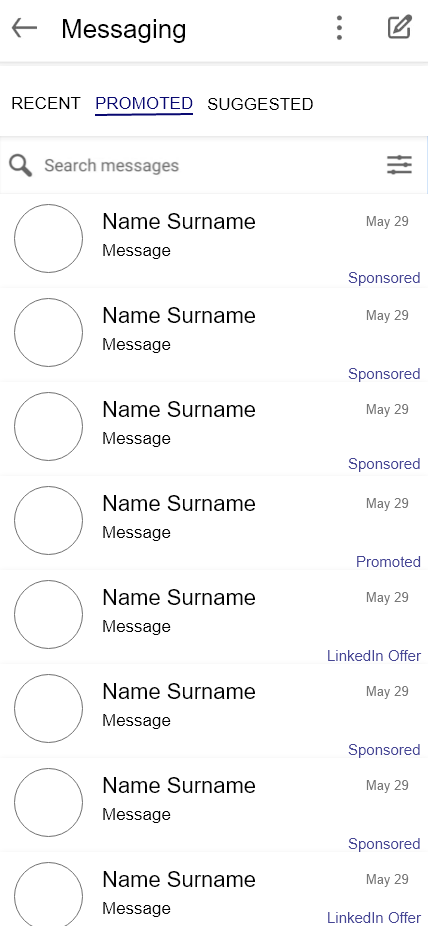 Messaging
RECENT PROMOTED SUGGESTED
Search messages
Name Surname May 29
Message
Sponsored
Name Surname May 29
Message
Sponsored
Name Surname May 29
Message
Sponsored
Name Surname May 29
Message
Promoted
Name Surname May 29
Message
LinkedIn Offer
Name Surname May 29
Message
Sponsored
Name Surname May 29
Message
Sponsored
Name Surname May 29
Message
LinkedIn Offer